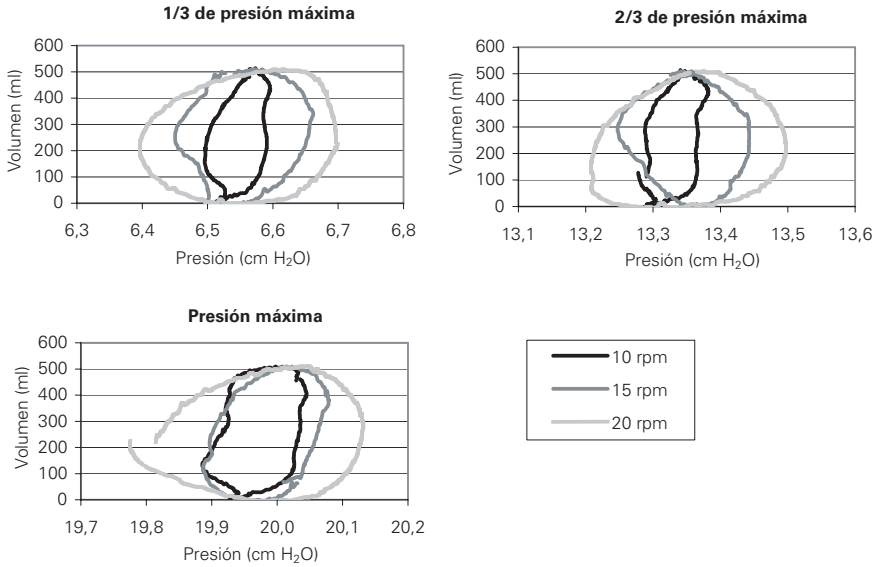 1/3 de presión máxima
600
500
400
300
200
100
0
Volumen (ml)
6,3 6,4 6,5 6,6 6,7 6,8
Presión (cm H₂O)
2/3 de presión máxima
600
500
400
300
200
100
0
Volumen (ml)
13,1 13,2 13,3 13,4 13,5 13,6
Presión (cm H₂O)
Presión máxima
600
500
400
300
200
100
0
Volumen (ml)
19,7 19,8 19,9 20,0 20,1 20,2
Presión (cm H₂O)
10 rpm
15 rpm
20 rpm